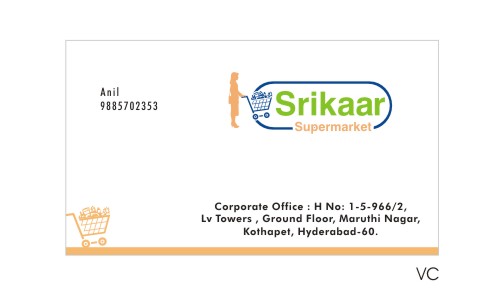 Anil
9885702353
Srikaar
Supermarket
Corporate Office : H No: 1-5-966/2,
Lv Towers , Ground Floor, Maruthi Nagar,
Kothapet, Hyderabad-60.
VC